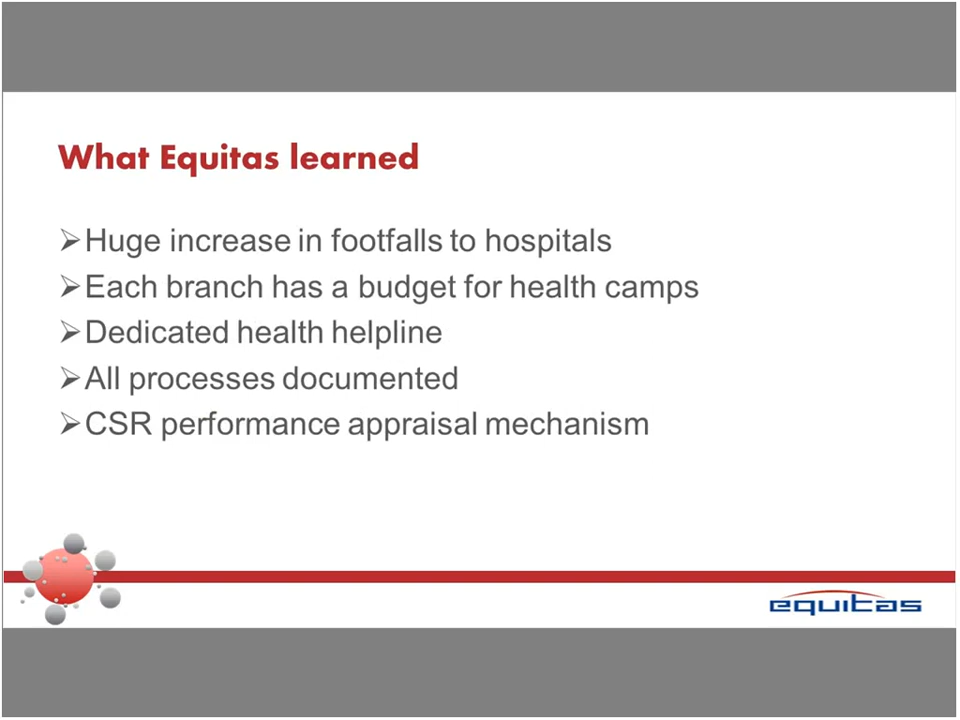 What Equitas learned
➢Huge increase in footfalls to hospitals
➢Each branch has a budget for health camps
➢Dedicated health helpline
➢All processes documented
➢CSR performance appraisal mechanism
equitas